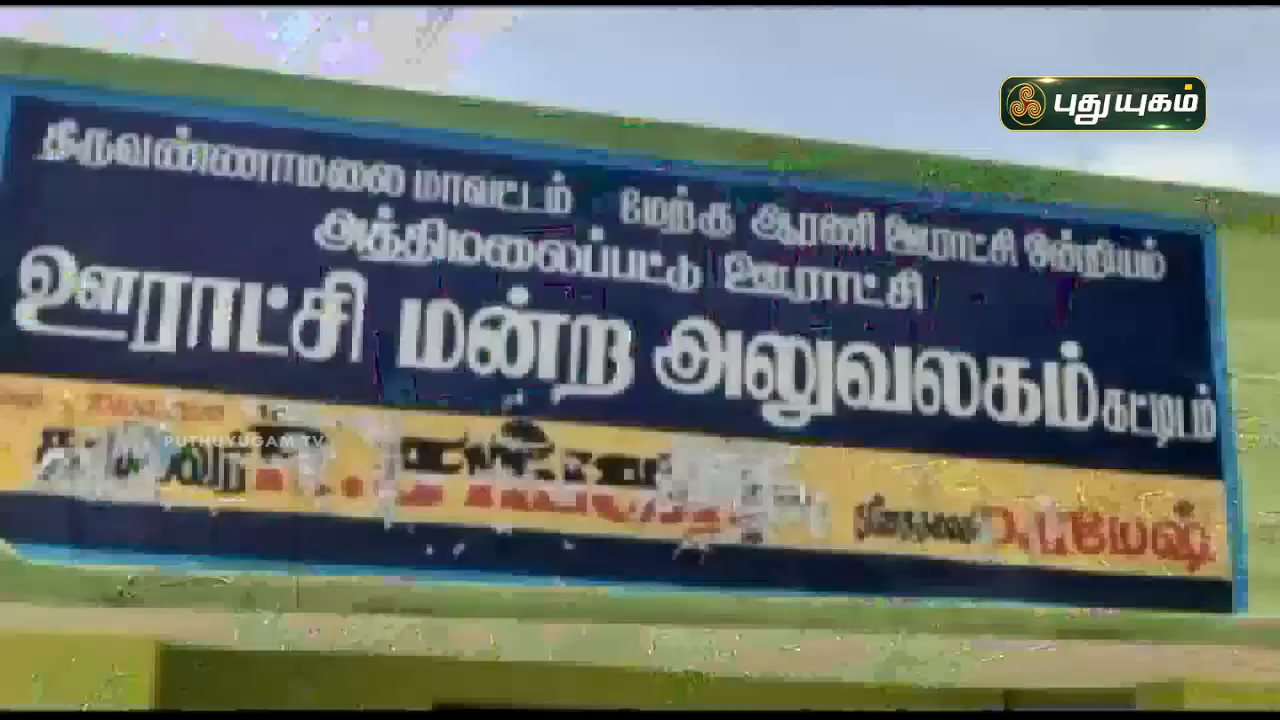 புதுயுகம்
திருவண்ணாமலை மாவட்டம் மேற்கு ஆரணி ஊராட்சி ஒன்றியம்
அத்திமலைப்பட்டு ஊராட்சி
ஊராட்சி மன்ற அலுவலகம் கட்டிடம்
PUTHUYUGAM TV